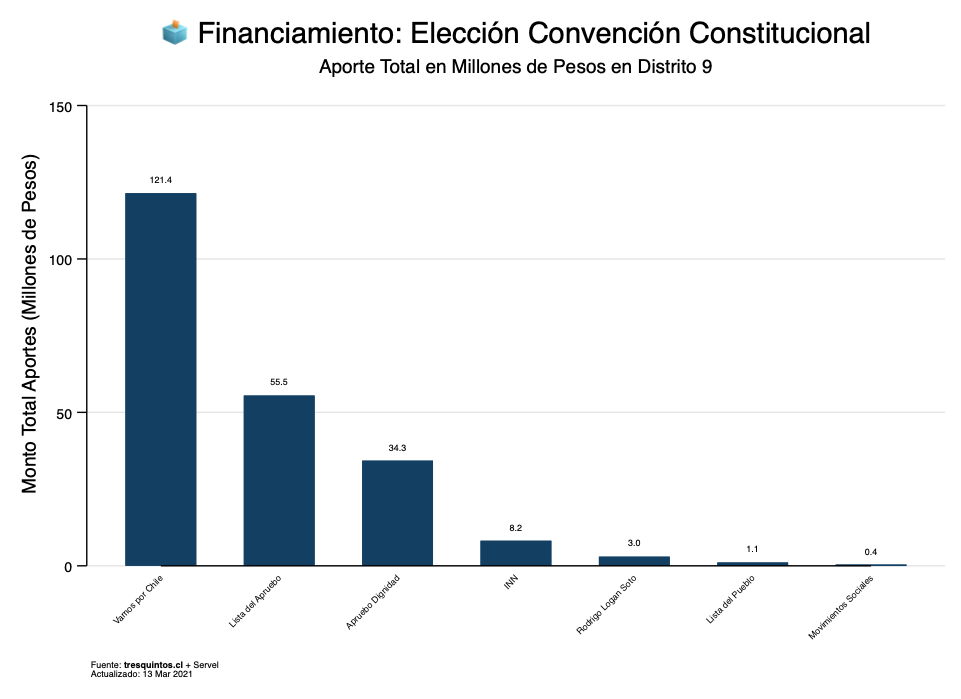 Financiamiento: Elección Convención Constitucional
Aporte Total en Millones de Pesos en Distrito 9
Monto Total Aportes (Millones de Pesos)
150
100
50
0
121.4
55.5
34.3
8.2
3.0
1.1
0.4
Vamos por Chile
Lista del Apruebo
Apruebo Dignidad
INN
Rodrigo Logan Soto
Lista del Pueblo
Movimientos Sociales
Fuente: tresquintos.cl + Servel
Actualizado: 13 Mar 2021